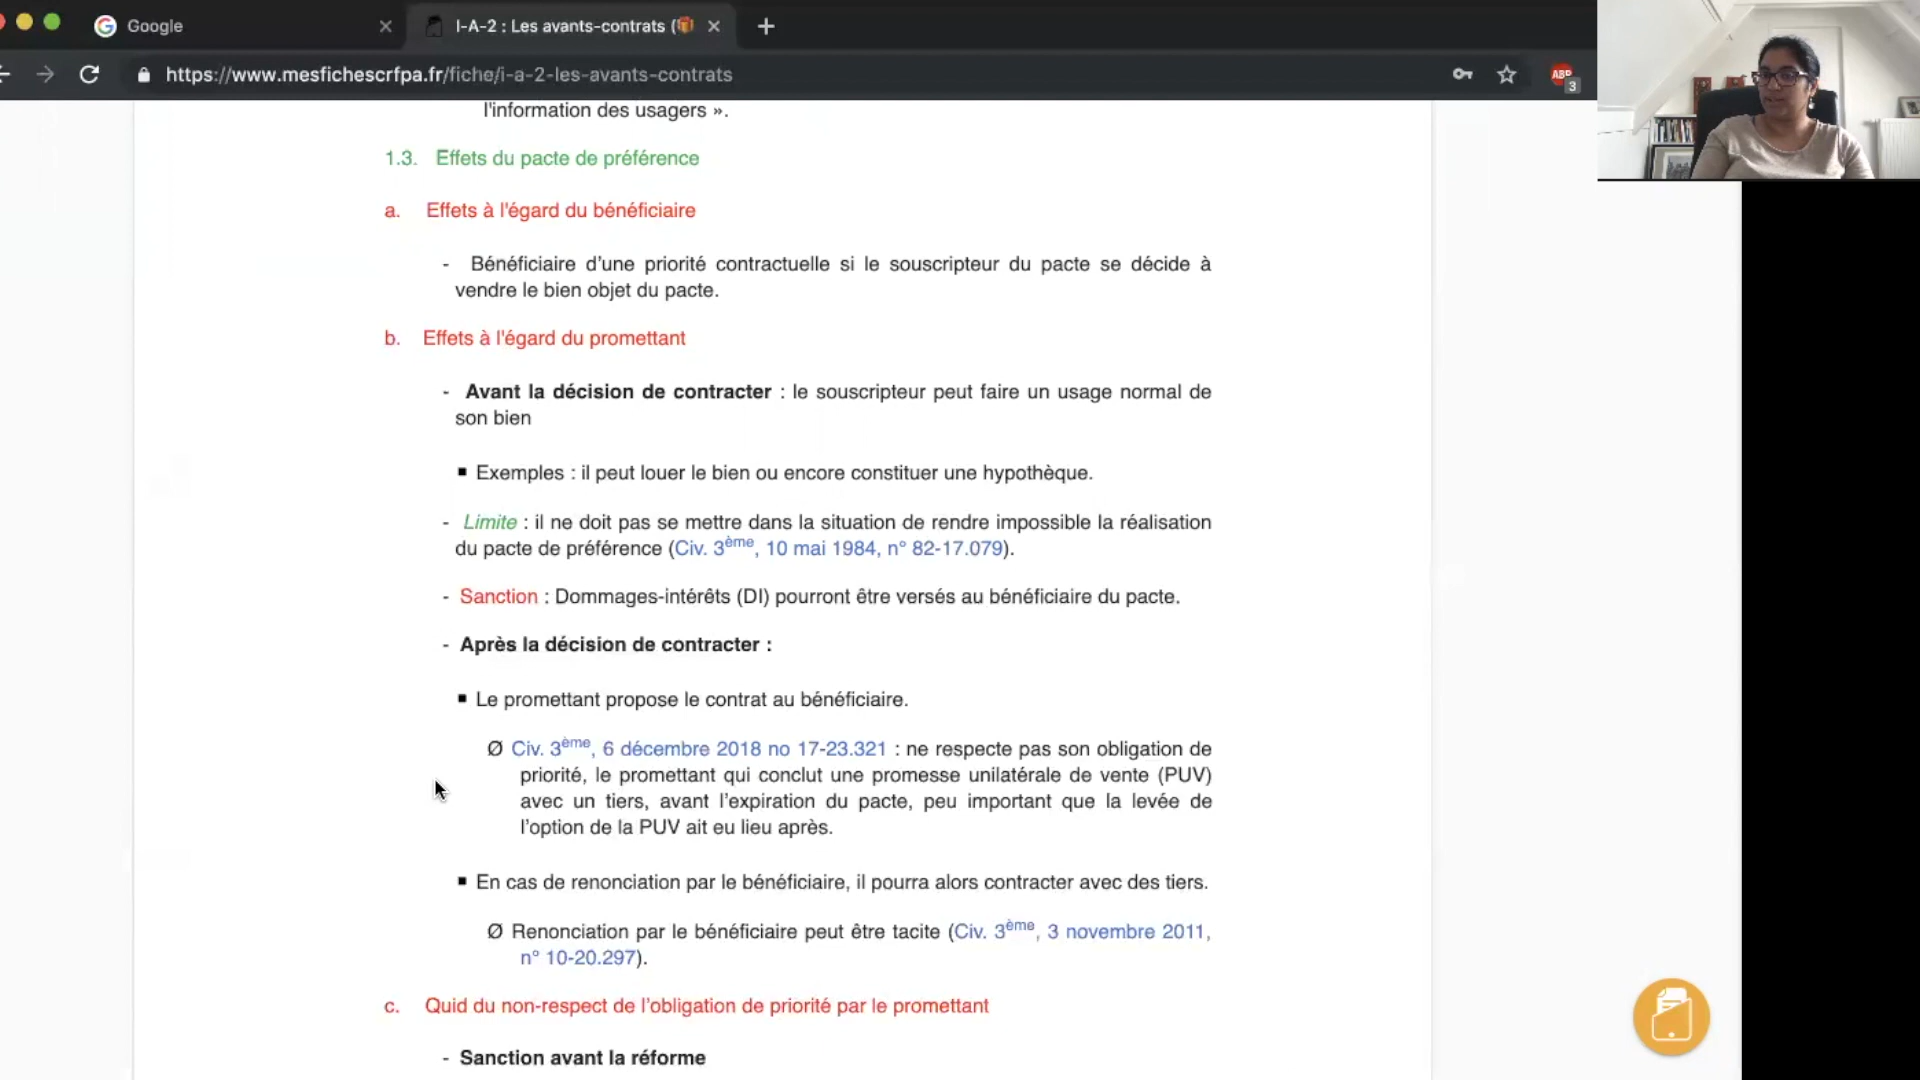 Google
I-A-2 : Les avants-contrats (
https://www.mesfichescrfpa.fr/fiche/i-a-2-les-avants-contrats
ABP
3
l'information des usagers ».
1.3. Effets du pacte de préférence
a. Effets à l'égard du bénéficiaire
- Bénéficiaire d’une priorité contractuelle si le souscripteur du pacte se décide à
vendre le bien objet du pacte.
b. Effets à l'égard du promettant
- Avant la décision de contracter : le souscripteur peut faire un usage normal de
son bien
▪ Exemples : il peut louer le bien ou encore constituer une hypothèque.
- Limite : il ne doit pas se mettre dans la situation de rendre impossible la réalisation
du pacte de préférence (Civ. 3ème, 10 mai 1984, n° 82-17.079).
- Sanction : Dommages-intérêts (DI) pourront être versés au bénéficiaire du pacte.
- Après la décision de contracter :
▪ Le promettant propose le contrat au bénéficiaire.
Ø Civ. 3ème, 6 décembre 2018 no 17-23.321 : ne respecte pas son obligation de
priorité, le promettant qui conclut une promesse unilatérale de vente (PUV)
avec un tiers, avant l’expiration du pacte, peu important que la levée de
l’option de la PUV ait eu lieu après.
▪ En cas de renonciation par le bénéficiaire, il pourra alors contracter avec des tiers.
Ø Renonciation par le bénéficiaire peut être tacite (Civ. 3ème, 3 novembre 2011,
n° 10-20.297).
c. Quid du non-respect de l’obligation de priorité par le promettant
- Sanction avant la réforme